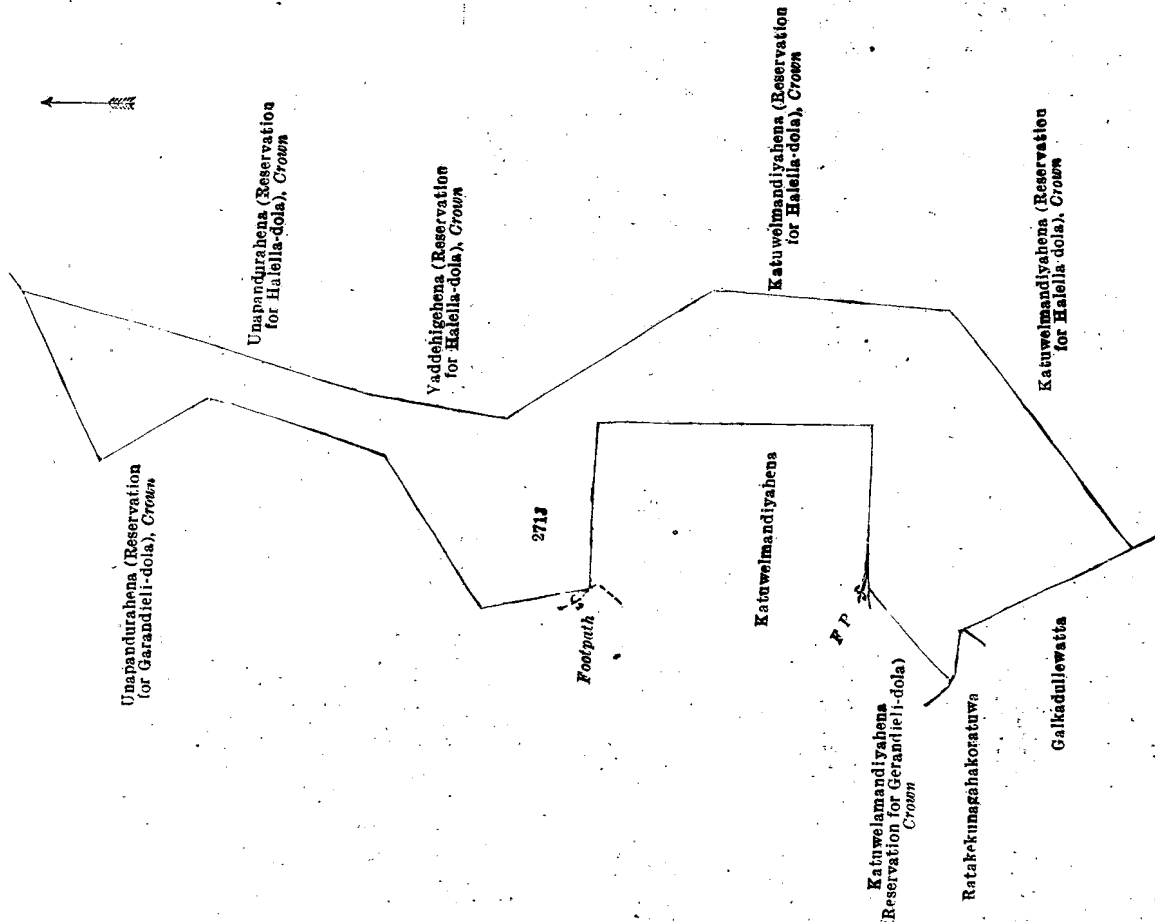 Unapandurahena (Reservation
for Halella-dola), Crown
Yaddehigehena (Reservation
for Halella-dola), Crown
Katuwelmandiyahena (Reservation
for Halella-dola), Crown
Katuwelmandiyahena (Reservation
for Halella dola), Crown
Unapandurahena (Reservation
for Garandieli-dola), Crown
Footpath
Katuwelmandiyahena
F P
Katuwelamandiyahena
(Reservation for Gerandieli-dola)
Crown
Ratakekunagahakoratuwa
Galkadullewatta